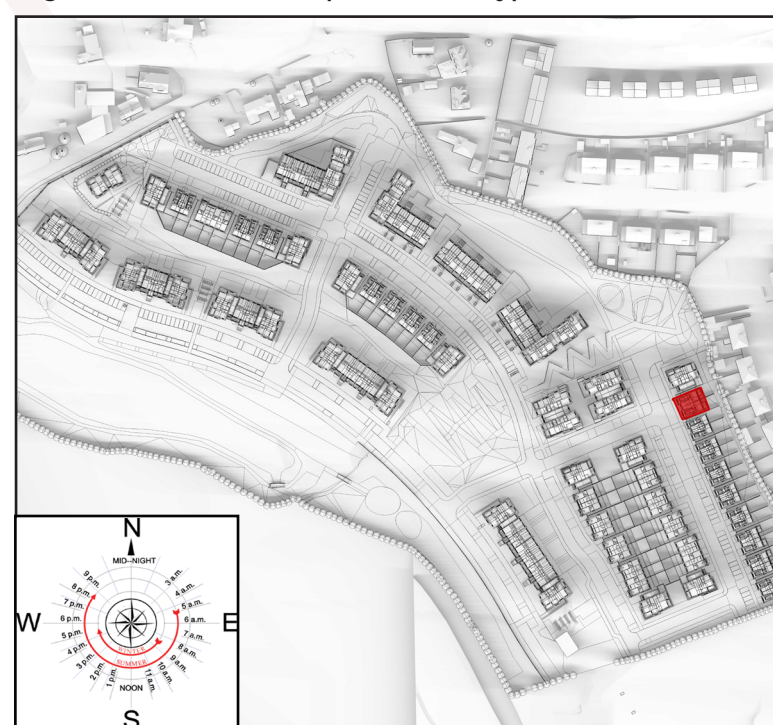 N
MID--NIGHT
9 p.m.
8 p.m.
7 p.m.
6 p.m.
5 p.m.
4 p.m.
3 p.m.
2 p.m.
1 p.m.
NOON
11 a.m.
10 a.m.
9 a.m.
8 a.m.
7 a.m.
6 a.m.
5 a.m.
4 a.m.
3 a.m.
W
E
WINTER
SUMMER
S